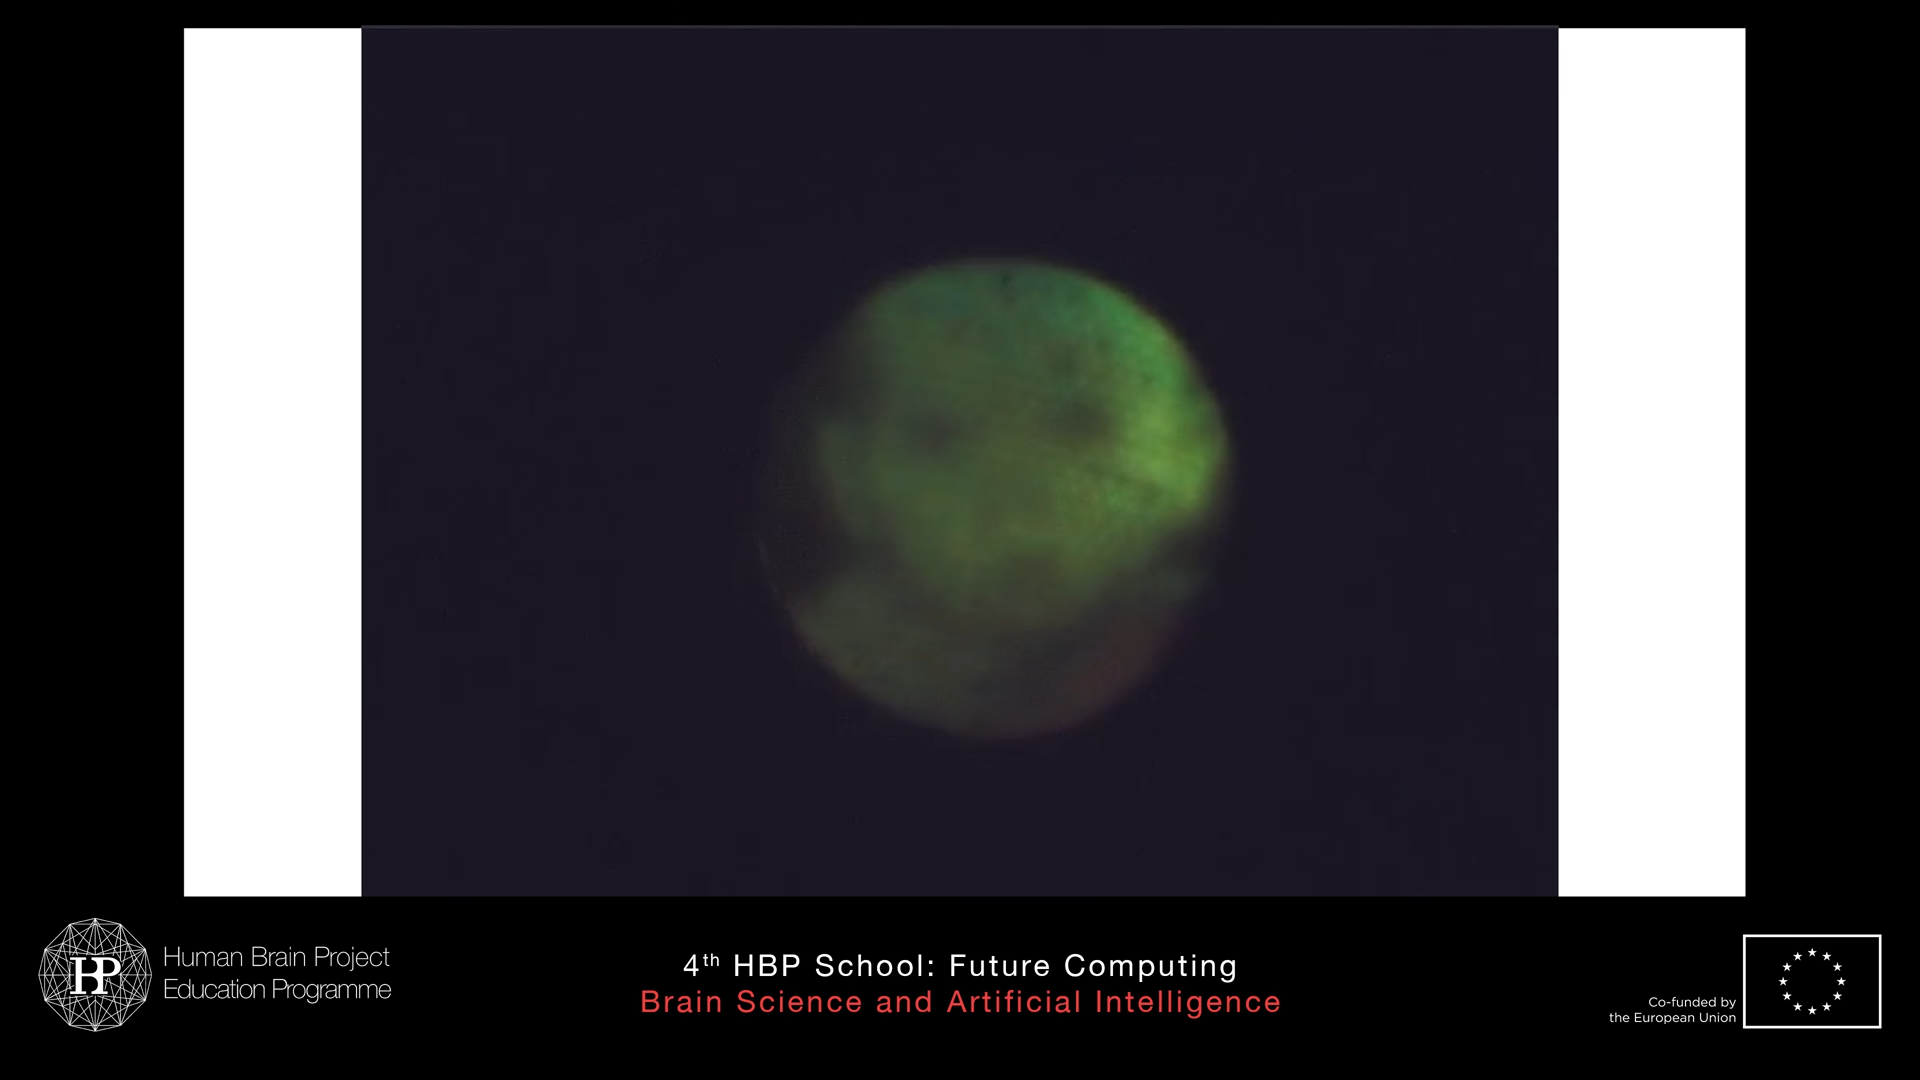 HBP
Human Brain Project
Education Programme
4th HBP School: Future Computing
Brain Science and Artificial Intelligence
Co-funded by
the European Union